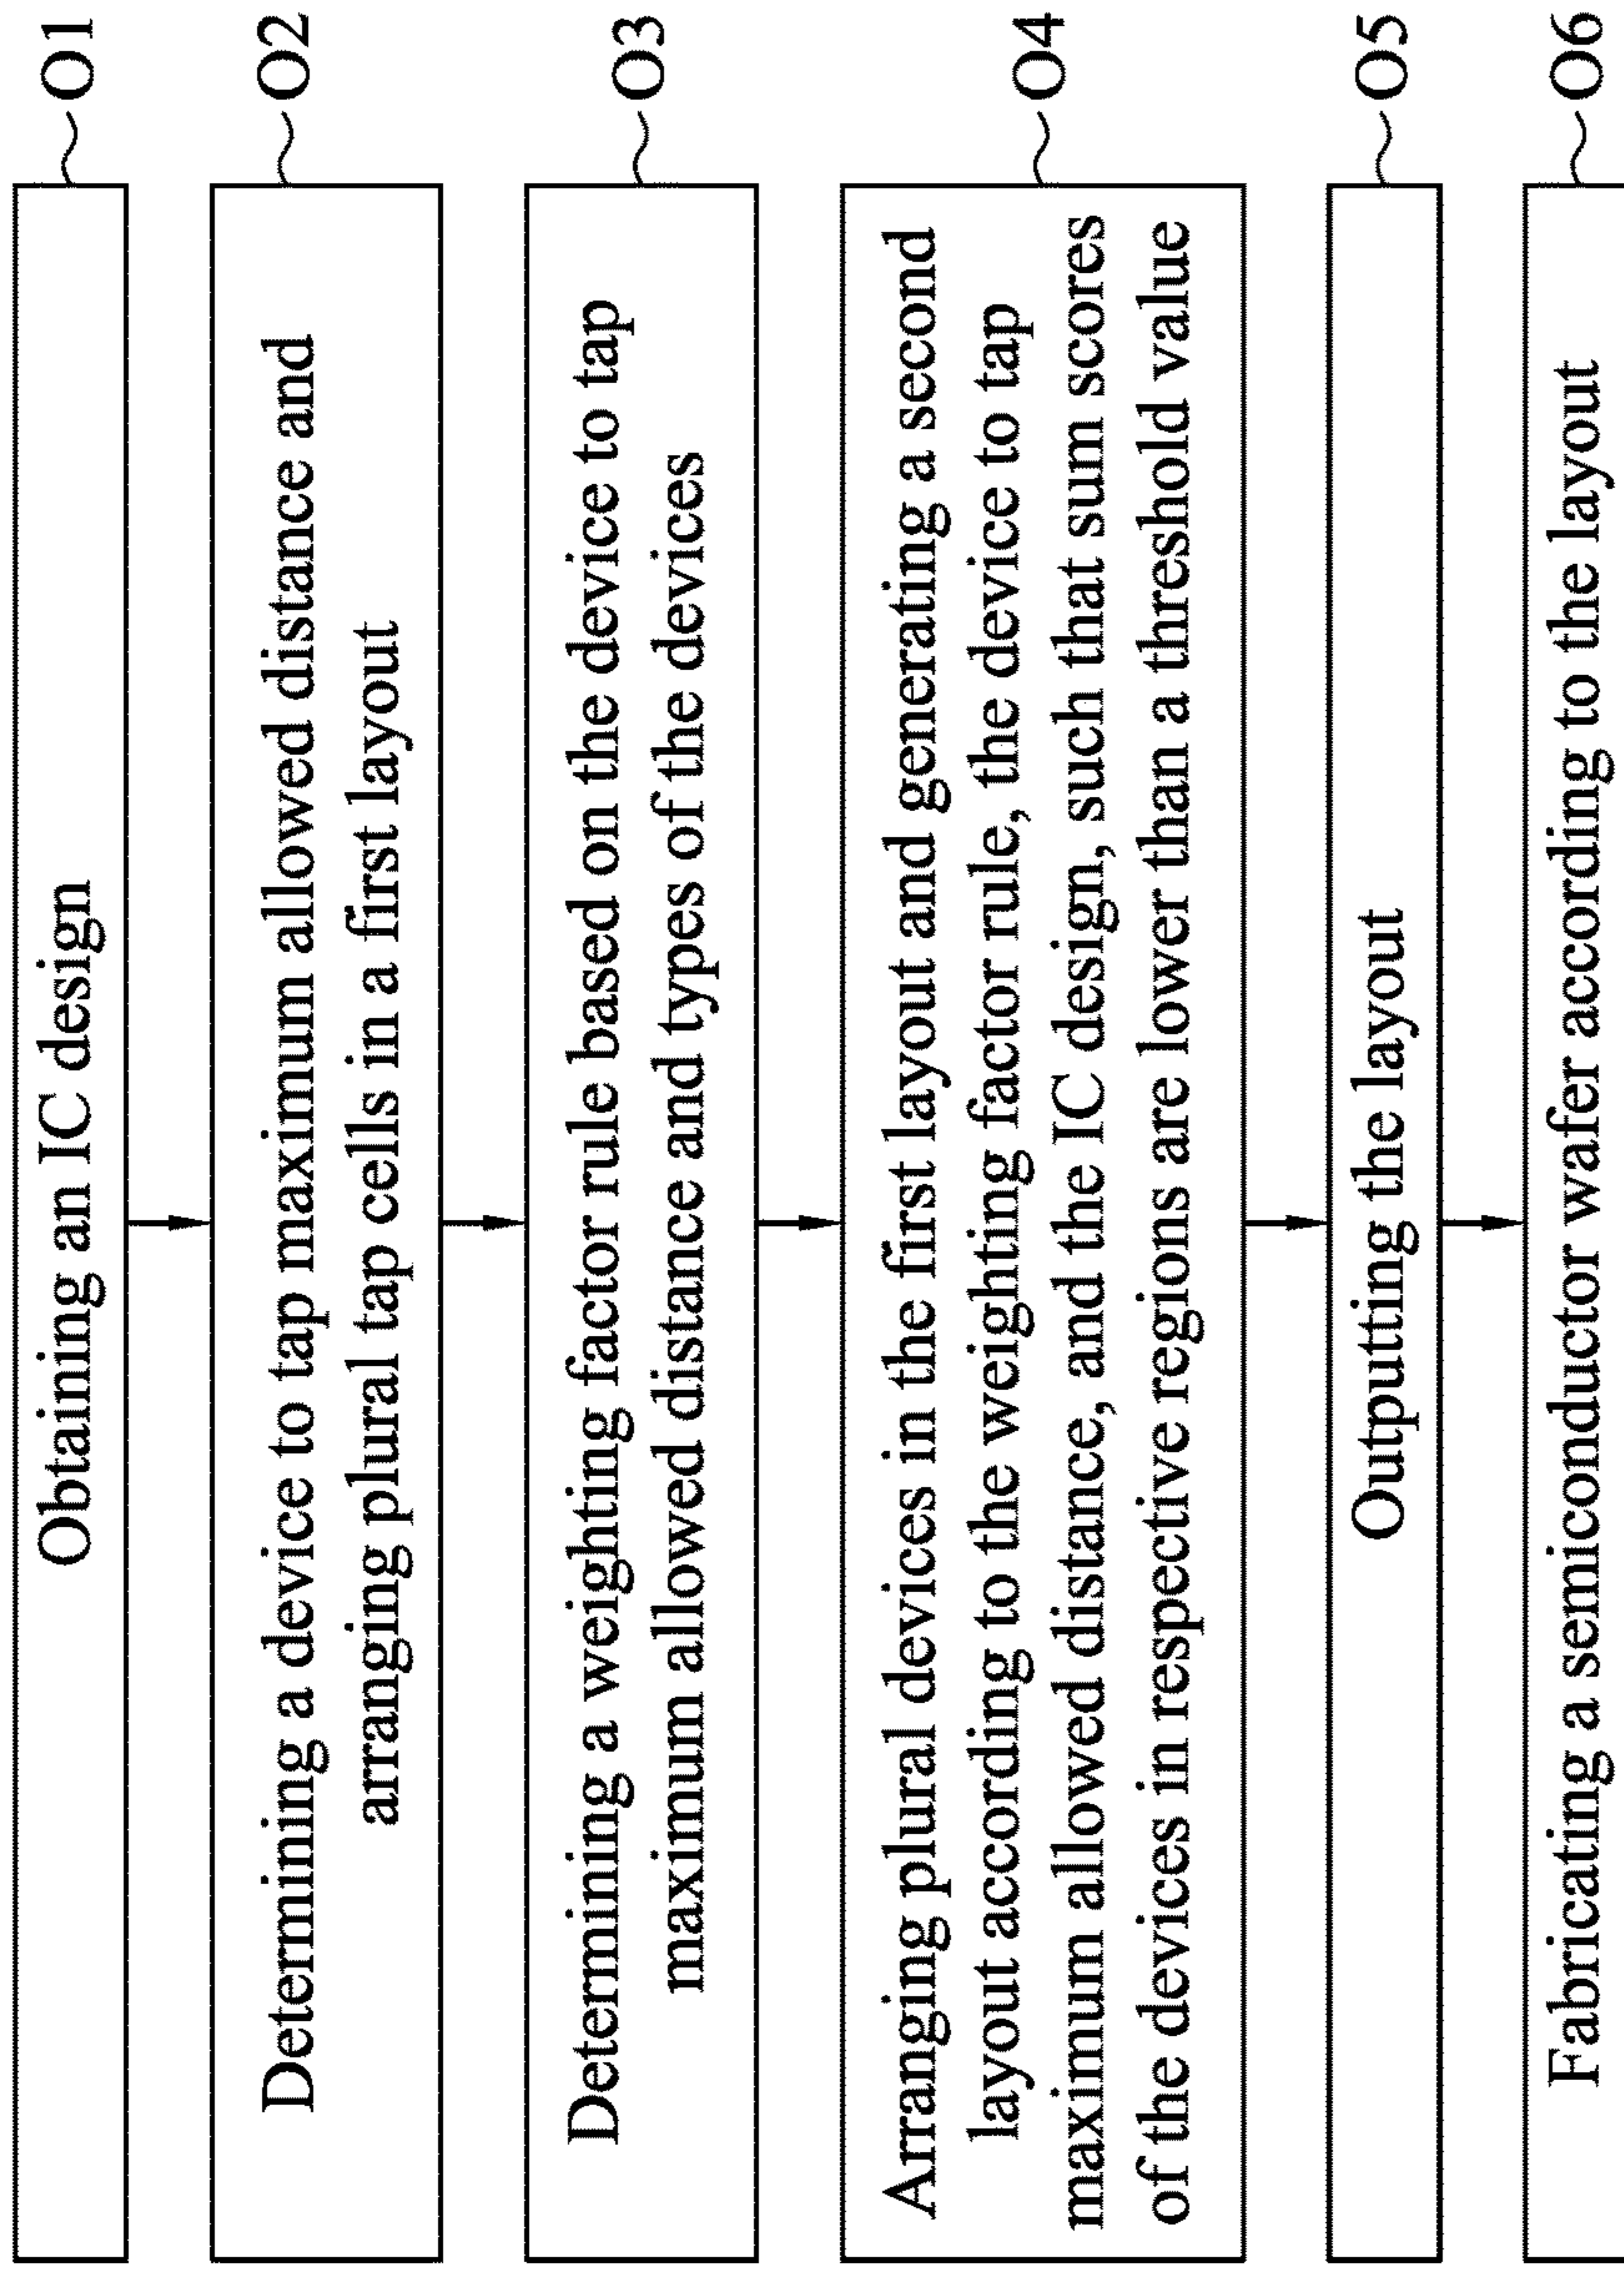 Obtaining an IC design
O1
Determining a device to tap maximum allowed distance and
arranging plural tap cells in a first layout
O2
Determining a weighting factor rule based on the device to tap
maximum allowed distance and types of the devices
O3
Arranging plural devices in the first layout and generating a second
layout according to the weighting factor rule, the device to tap
maximum allowed distance, and the IC design, such that sum scores
of the devices in respective regions are lower than a threshold value
O4
Outputting the layout
O5
Fabricating a semiconductor wafer according to the layout
O6